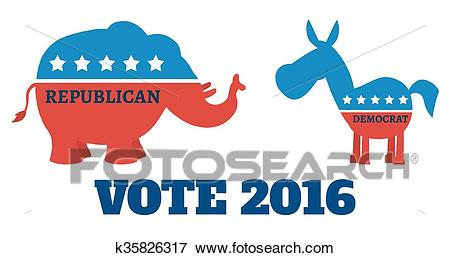 REPUBLICAN
DEMOCRAT
© Fotosearch®
VOTE 2016
k35826317 www.fotosearch.com